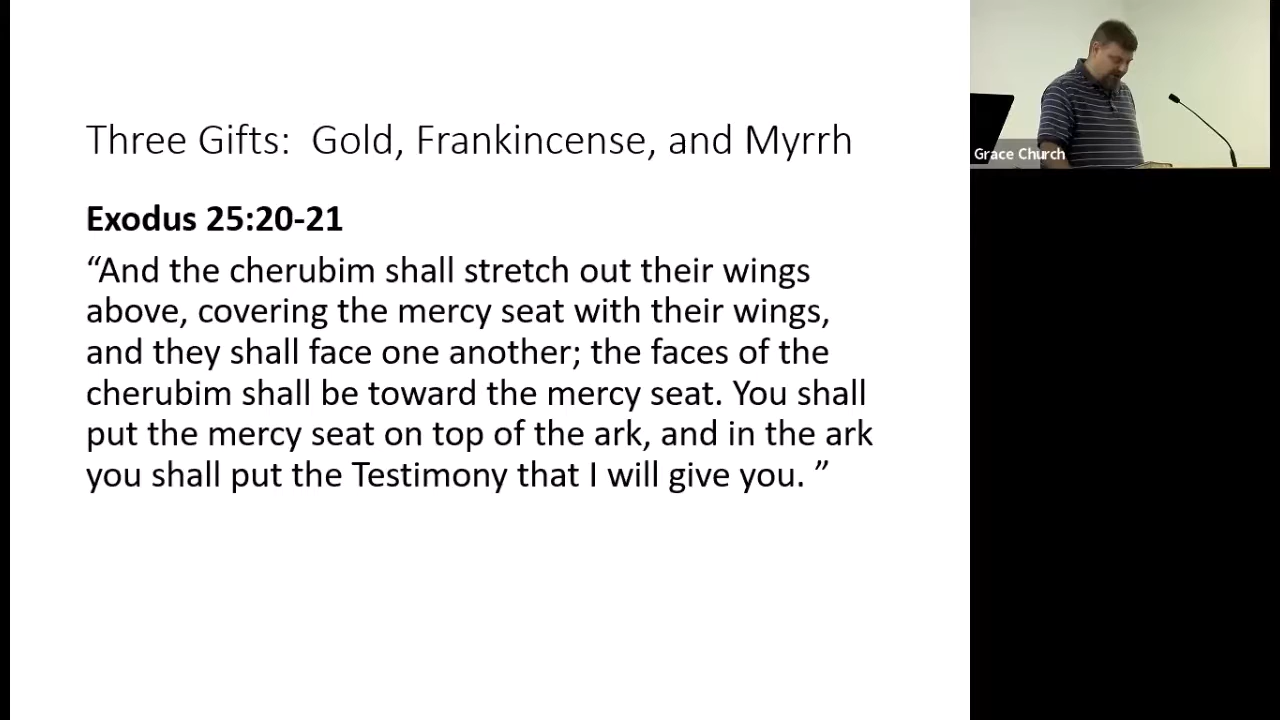 Three Gifts:  Gold, Frankincense, and Myrrh
Exodus 25:20-21
“And the cherubim shall stretch out their wings
above, covering the mercy seat with their wings,
and they shall face one another; the faces of the
cherubim shall be toward the mercy seat. You shall
put the mercy seat on top of the ark, and in the ark
you shall put the Testimony that I will give you. ”
Grace Church